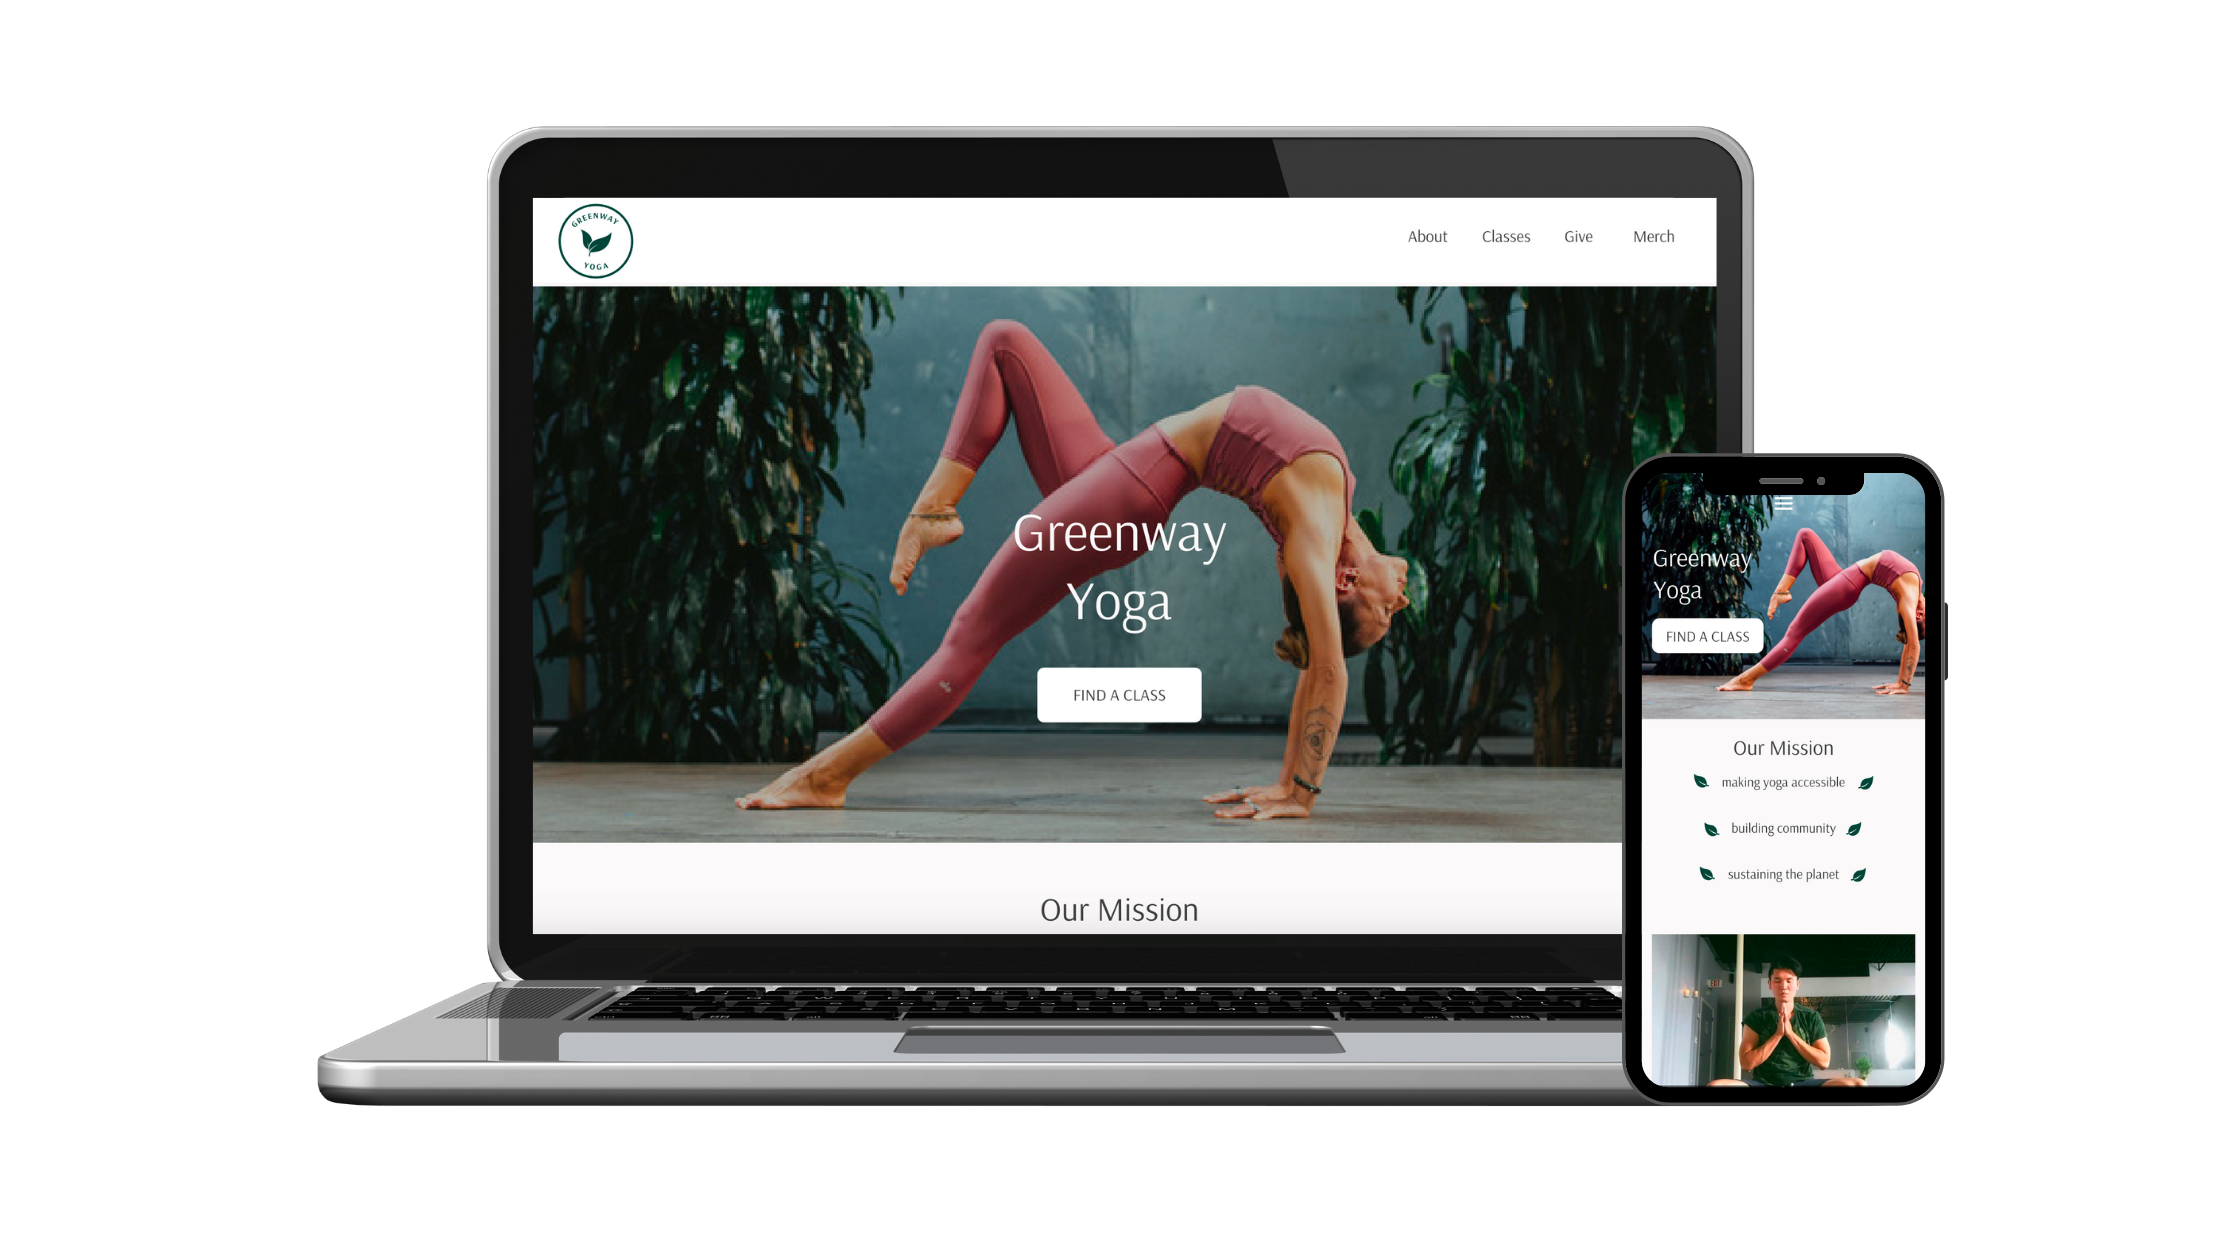 GREENWAY
YOGA
About Classes Give Merch
Greenway
Yoga
FIND A CLASS
Our Mission
Greenway
Yoga
FIND A CLASS
Our Mission
making yoga accessible
building community
sustaining the planet
EXIT